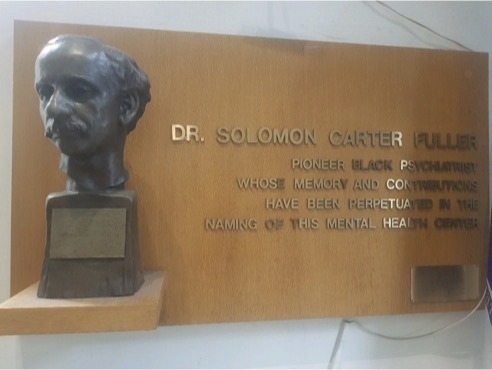 DR. SOLOMON CARTER FULLER
PIONEER BLACK PSYCHIATRIST
WHOSE MEMORY AND CONTRIBUTIONS
HAVE BEEN PERPETUATED IN THE
NAMING OF THIS MENTAL HEALTH CENTER